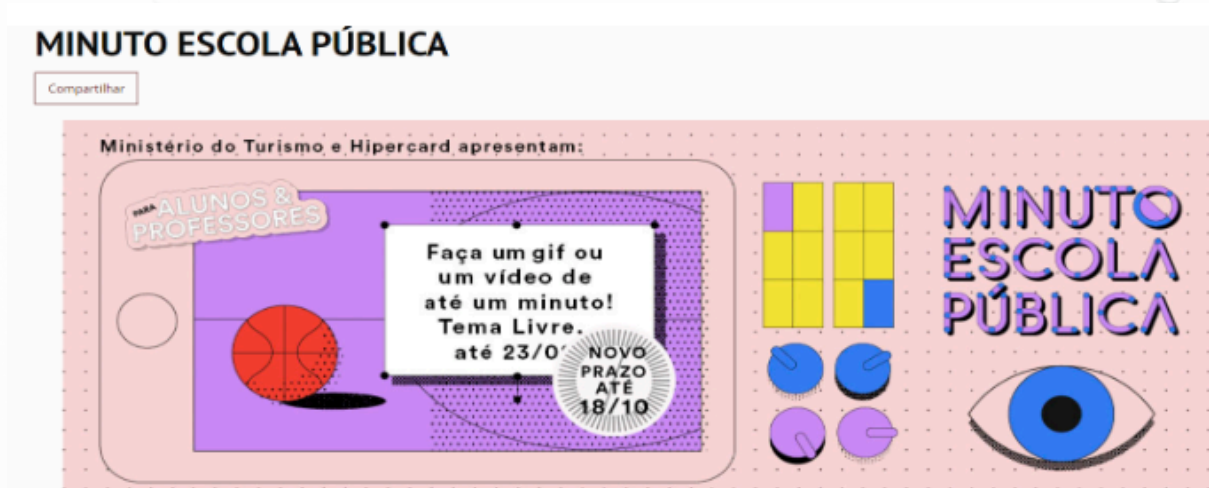 MINUTO ESCOLA PÚBLICA
Compartilhar
Ministério do Turismo e Hipercard apresentam:
PARA ALUNOS &
PROFESSORES
Faça um gif ou
um vídeo de
até um minuto!
Tema Livre.
até
NOVO
PRAZO
ATÉ
18/10
MINUTO
ESCOLA
PÚBLICA